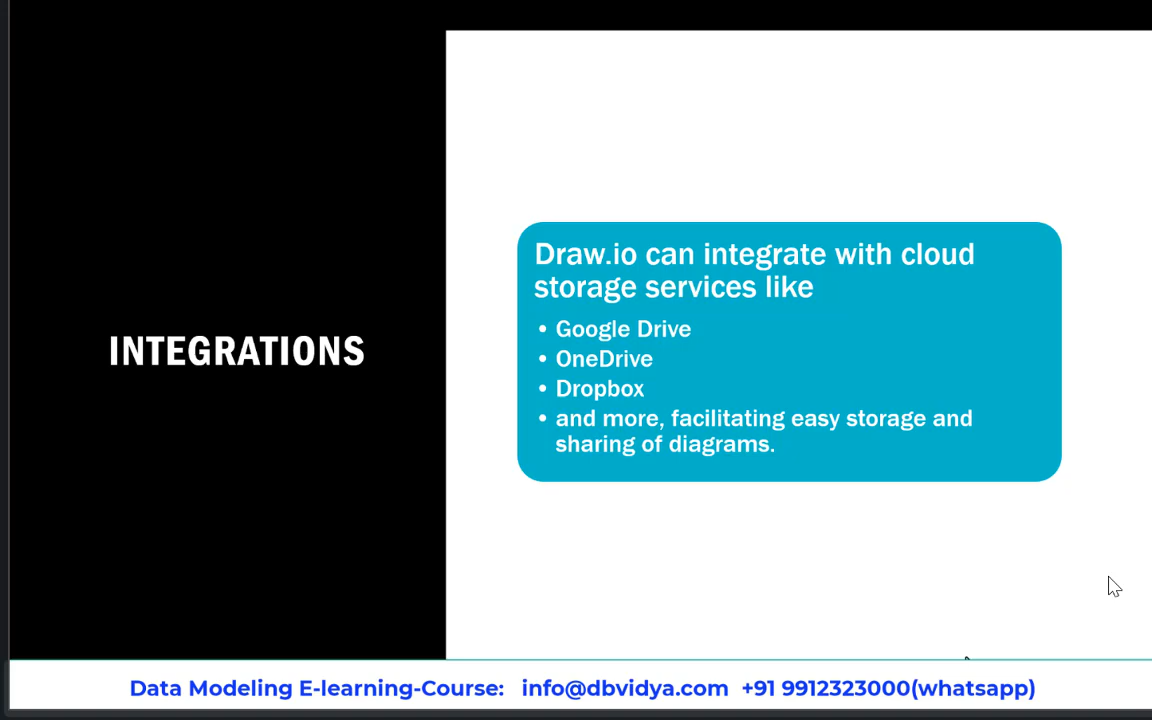 INTEGRATIONS
Draw.io can integrate with cloud
storage services like
• Google Drive
• OneDrive
• Dropbox
• and more, facilitating easy storage and
sharing of diagrams.
Data Modeling E-learning-Course: info@dbvidya.com +91 9912323000(whatsapp)